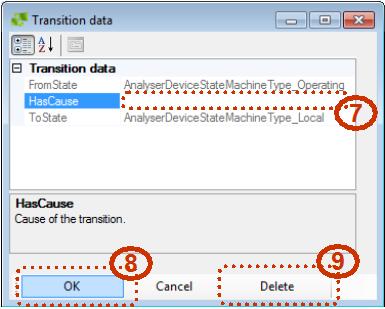 Transition data
Transition data
FromState AnalyserDeviceStateMachineType_Operating
HasCause
7
ToState AnalyserDeviceStateMachineType_Local
HasCause
Cause of the transition.
8 9
OK Cancel Delete